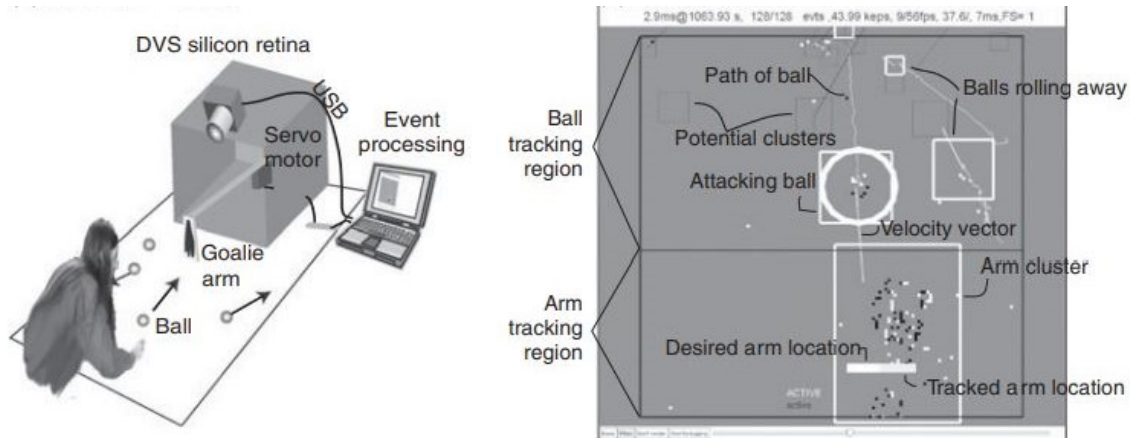 DVS silicon retina
USB
Servo
motor
Event
processing
Goalie
arm
Ball
2.9ms@1063.93 s, 128/128 evts ,43.99 keps, 9/56fps, 37.6/, 7ms,FS= 1
Path of ball
Balls rolling away
Ball
tracking
region
Potential clusters
Attacking ball
Velocity vector
Arm cluster
Arm
tracking
region
Desired arm location
Tracked arm location
ACTIVE
active